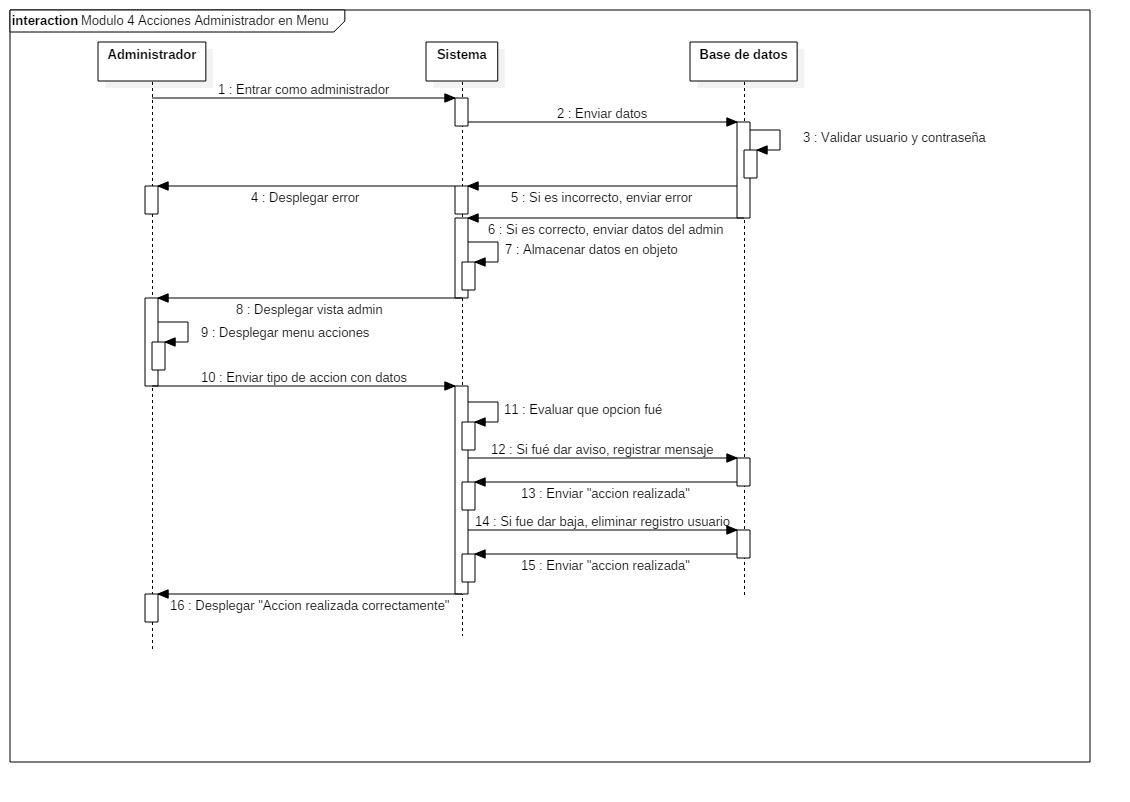 interaction Modulo 4 Acciones Administrador en Menu
Administrador
Sistema
Base de datos
1 : Entrar como administrador
2 : Enviar datos
3 : Validar usuario y contraseña
4 : Desplegar error
5 : Si es incorrecto, enviar error
6 : Si es correcto, enviar datos del admin
7 : Almacenar datos en objeto
8 : Desplegar vista admin
9 : Desplegar menu acciones
10 : Enviar tipo de accion con datos
11 : Evaluar que opcion fué
12 : Si fué dar aviso, registrar mensaje
13 : Enviar "accion realizada"
14 : Si fue dar baja, eliminar registro usuario
15 : Enviar "accion realizada"
16 : Desplegar "Accion realizada correctamente"